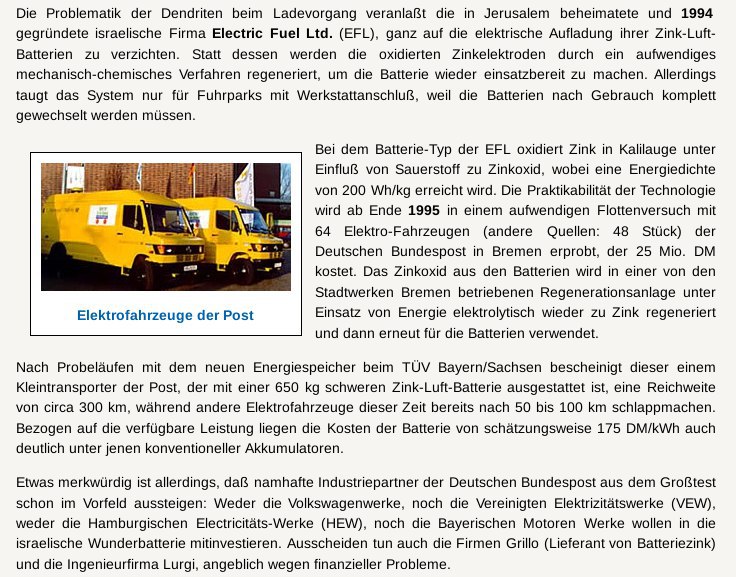 Die Problematik der Dendriten beim Ladevorgang veranlaßt die in Jerusalem beheimatete und 1994
gegründete israelische Firma Electric Fuel Ltd. (EFL), ganz auf die elektrische Aufladung ihrer Zink-Luft-
Batterien zu verzichten. Statt dessen werden die oxidierten Zinkelektroden durch ein aufwendiges
mechanisch-chemisches Verfahren regeneriert, um die Batterie wieder einsatzbereit zu machen. Allerdings
taugt das System nur für Fuhrparks mit Werkstattanschluß, weil die Batterien nach Gebrauch komplett
gewechselt werden müssen.
Elektrofahrzeuge der Post
Bei dem Batterie-Typ der EFL oxidiert Zink in Kalilauge unter
Einfluß von Sauerstoff zu Zinkoxid, wobei eine Energiedichte
von 200 Wh/kg erreicht wird. Die Praktikabilität der Technologie
wird ab Ende 1995 in einem aufwendigen Flottenversuch mit
64 Elektro-Fahrzeugen (andere Quellen: 48 Stück) der
Deutschen Bundespost in Bremen erprobt, der 25 Mio. DM
kostet. Das Zinkoxid aus den Batterien wird in einer von den
Stadtwerken Bremen betriebenen Regenerationsanlage unter
Einsatz von Energie elektrolytisch wieder zu Zink regeneriert
und dann erneut für die Batterien verwendet.
Nach Probeläufen mit dem neuen Energiespeicher beim TÜV Bayern/Sachsen bescheinigt dieser einem
Kleintransporter der Post, der mit einer 650 kg schweren Zink-Luft-Batterie ausgestattet ist, eine Reichweite
von circa 300 km, während andere Elektrofahrzeuge dieser Zeit bereits nach 50 bis 100 km schlappmachen.
Bezogen auf die verfügbare Leistung liegen die Kosten der Batterie von schätzungsweise 175 DM/kWh auch
deutlich unter jenen konventioneller Akkumulatoren.
Etwas merkwürdig ist allerdings, daß namhafte Industriepartner der Deutschen Bundespost aus dem Großtest
schon im Vorfeld aussteigen: Weder die Volkswagenwerke, noch die Vereinigten Elektrizitätswerke (VEW),
weder die Hamburgischen Electricitäts-Werke (HEW), noch die Bayerischen Motoren Werke wollen in die
israelische Wunderbatterie mitinvestieren. Ausscheiden tun auch die Firmen Grillo (Lieferant von Batteriezink)
und die Ingenieurfirma Lurgi, angeblich wegen finanzieller Probleme.